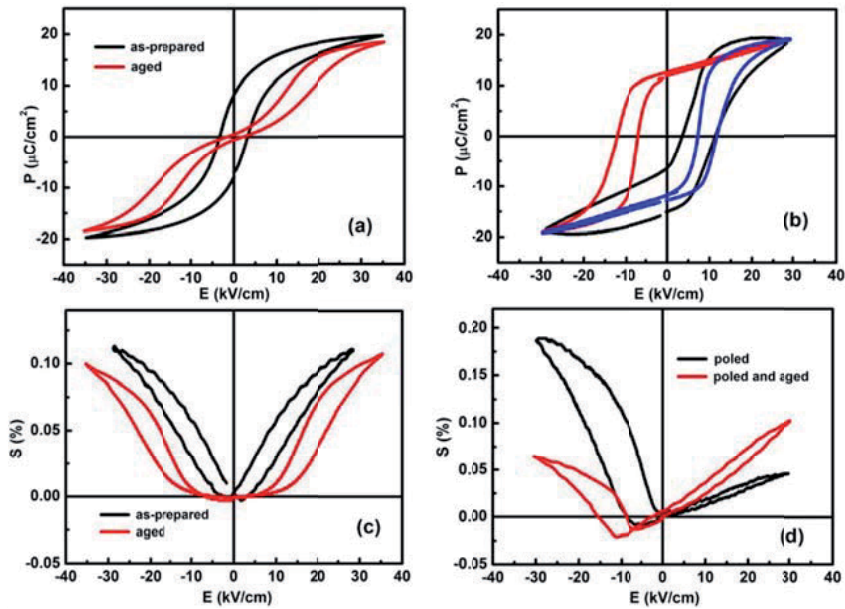 20
10
0
-10
-20
P (μC/cm²)
as-prepared
aged
(a)
-40 -30 -20 -10 0 10 20 30 40
E (kV/cm)
20
15
10
5
0
-5
-10
-15
-20
P (μC/cm²)
(b)
-40 -30 -20 -10 0 10 20 30 40
E (kV/cm)
0.10
0.05
0.00
-0.05
S (%)
as-prepared
aged
(c)
-40 -30 -20 -10 0 10 20 30 40
E (kV/cm)
0.20
0.15
0.10
0.05
0.00
-0.05
S (%)
poled
poled and aged
(d)
-40 -30 -20 -10 0 10 20 30 40
E (kV/cm)